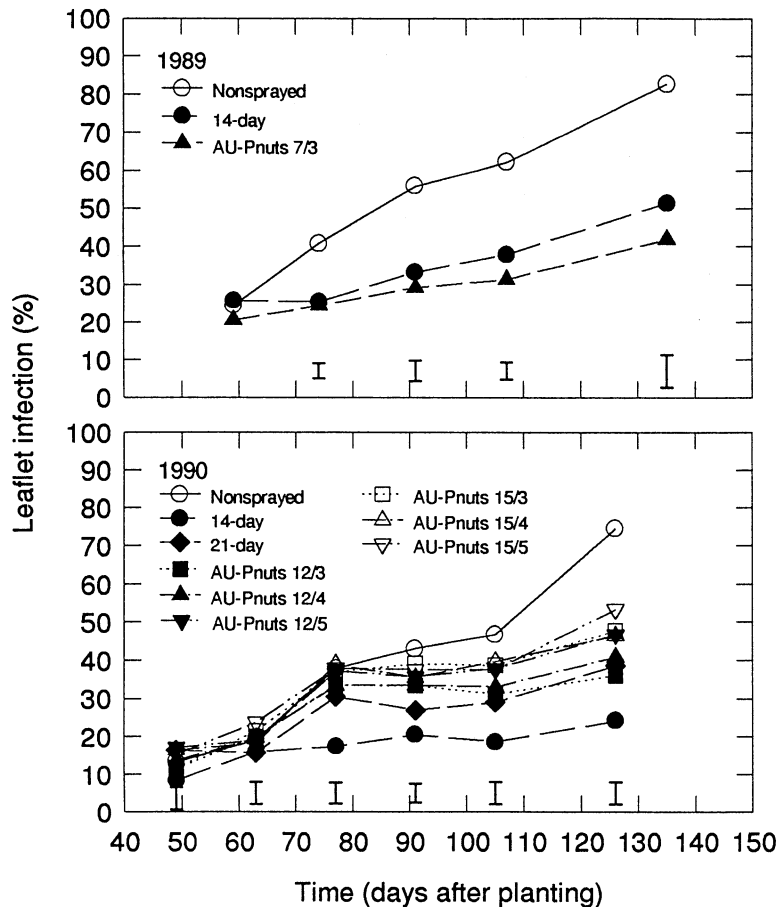 Leaflet infection (%)
100
90
80
70
60
50
40
30
20
10
0
1989
Nonsprayed
14-day
AU-Pnuts 7/3
100
90
80
70
60
50
40
30
20
10
0
1990
Nonsprayed
14-day
21-day
AU-Pnuts 12/3
AU-Pnuts 12/4
AU-Pnuts 12/5
AU-Pnuts 15/3
AU-Pnuts 15/4
AU-Pnuts 15/5
40 50 60 70 80 90 100 110 120 130 140 150
Time (days after planting)